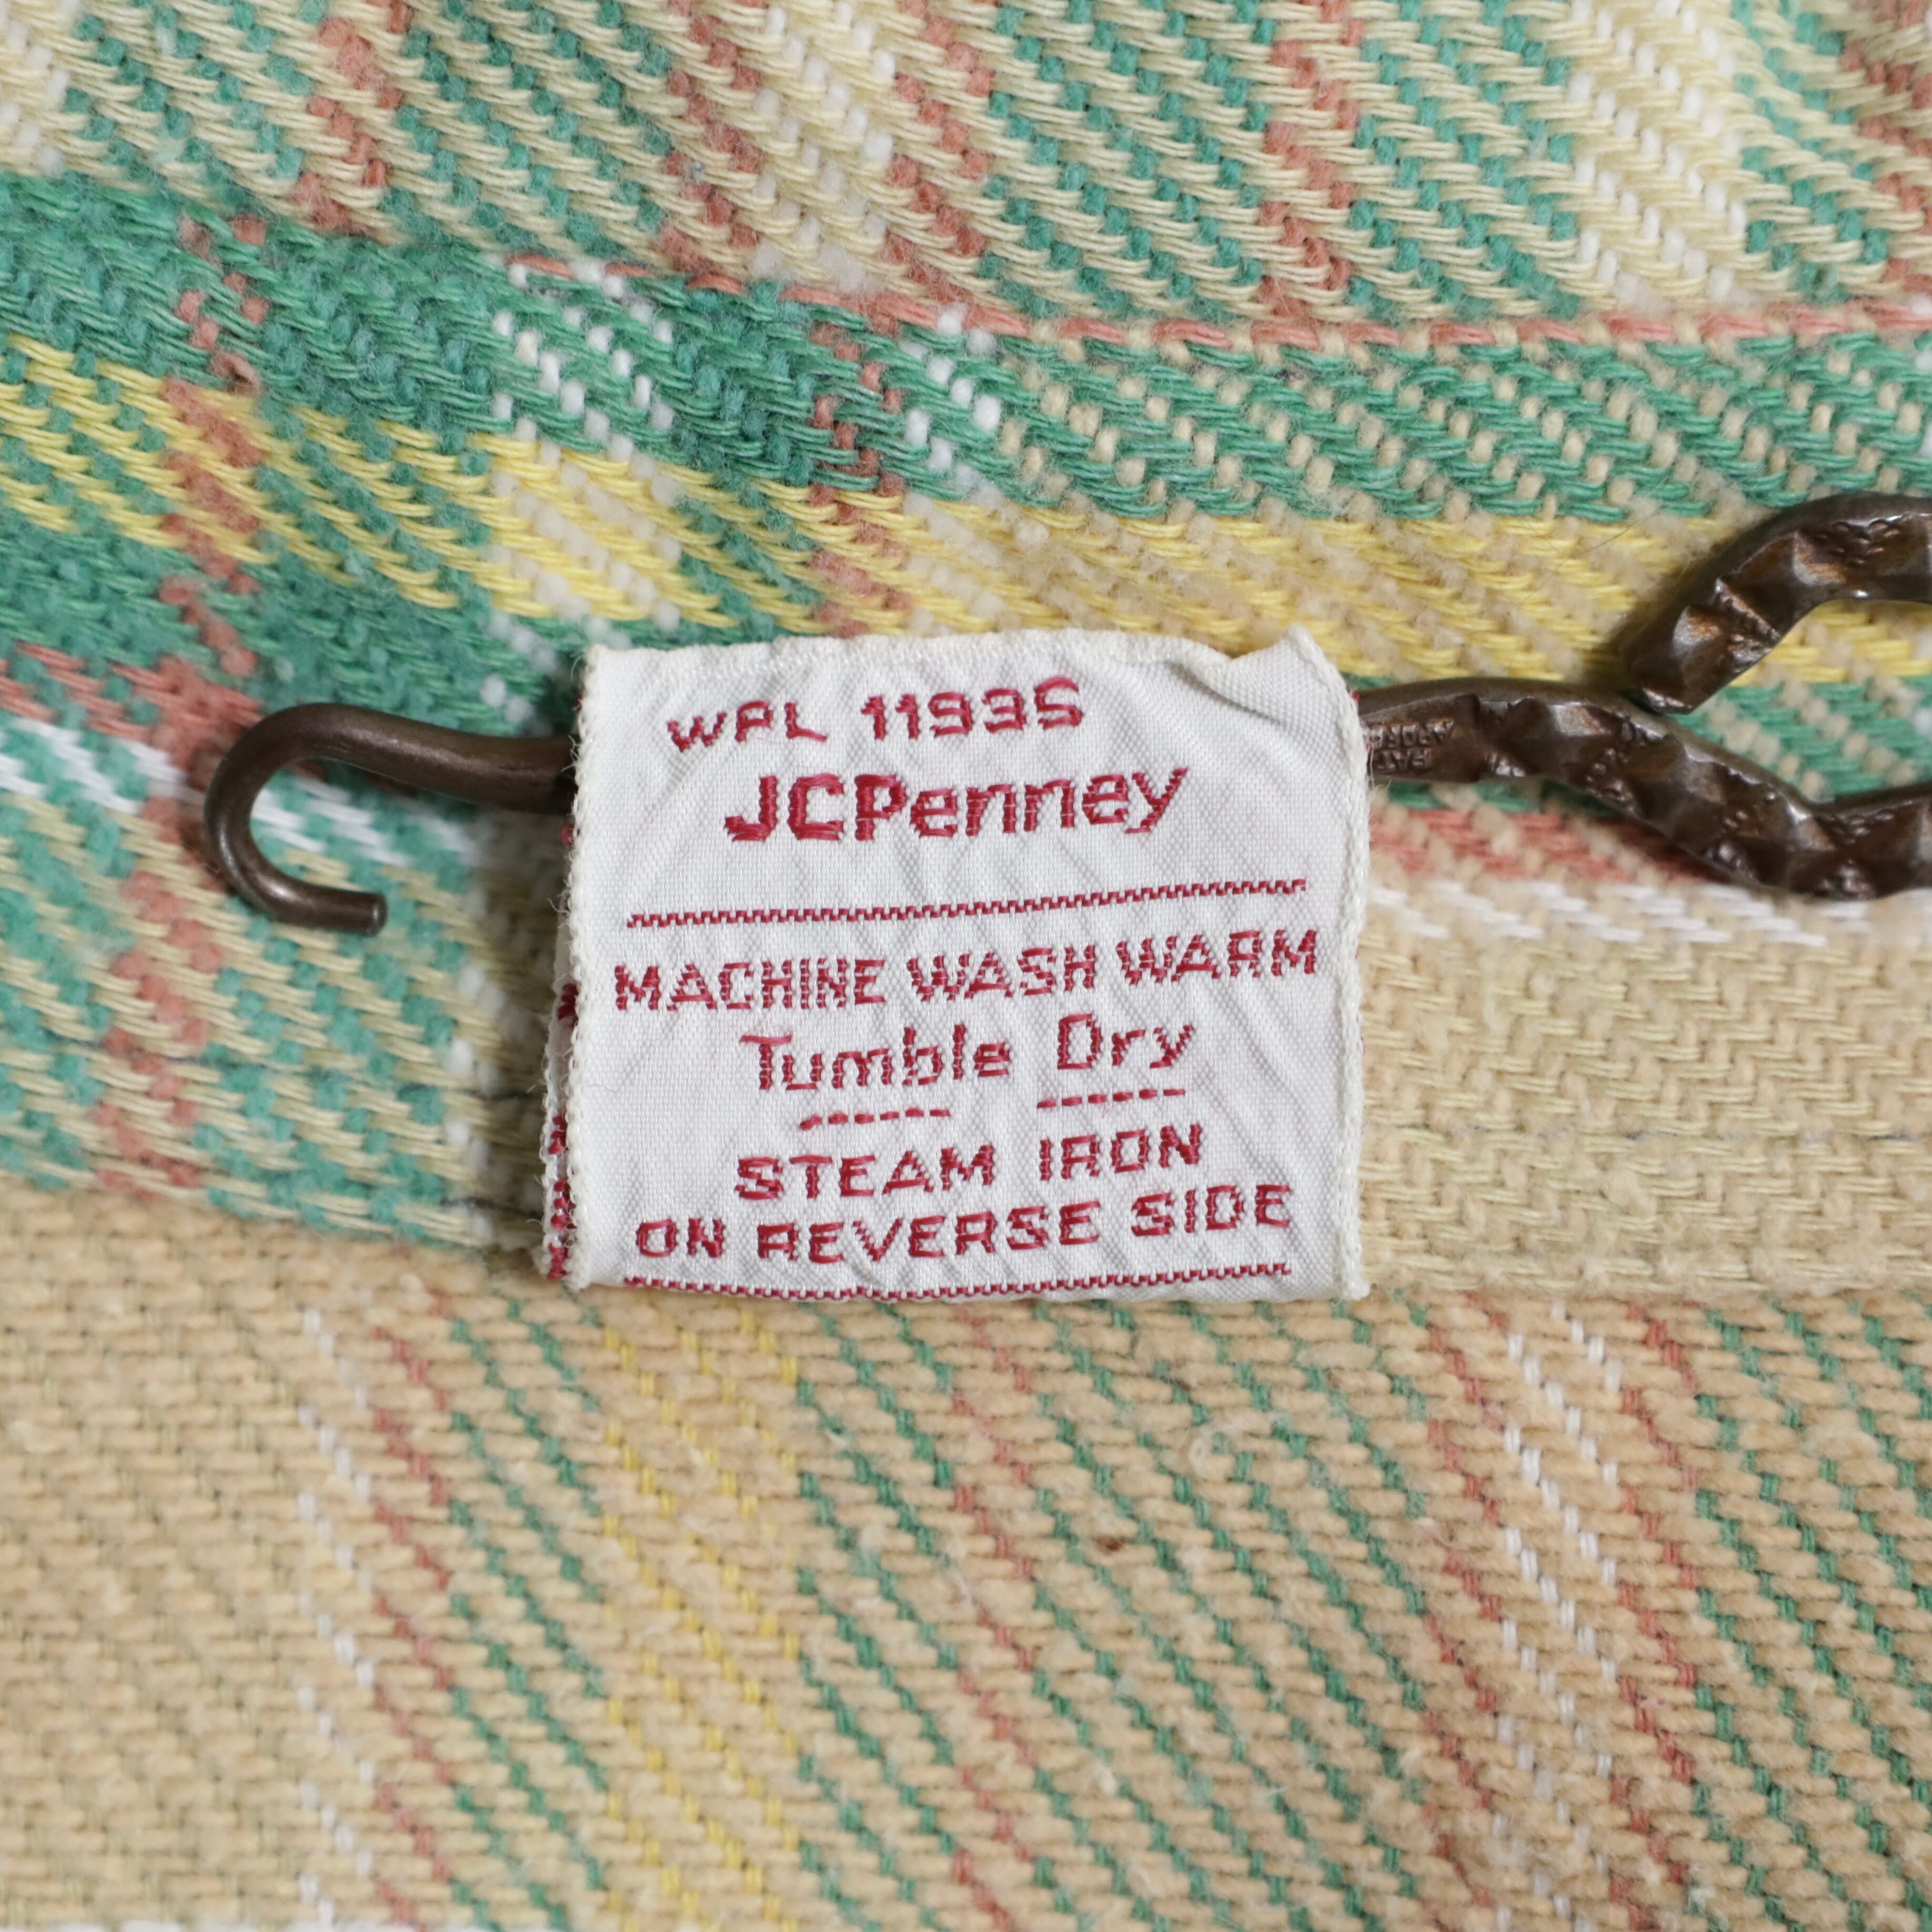 WPL 11935
JCPenney
MACHINE WASH WARM
Tumble Dry
STEAM IRON
ON REVERSE SIDE